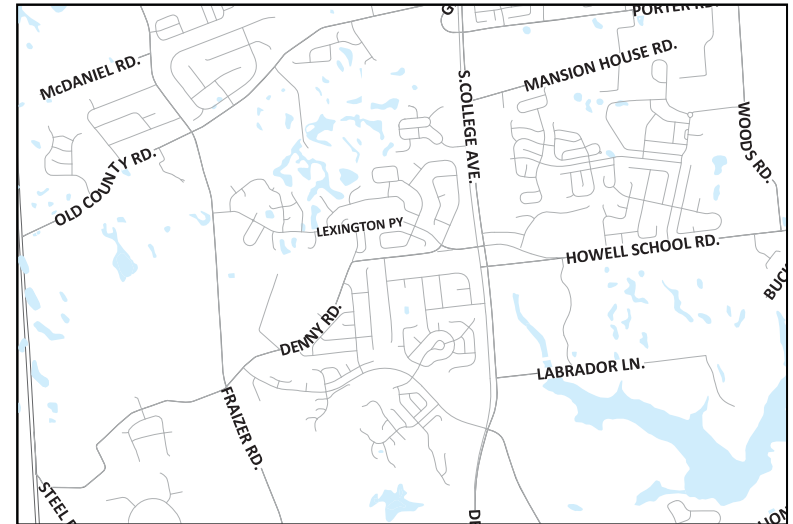 PORTER RD.
McDANIEL RD.
MANSION HOUSE RD.
S.COLLEGE AVE.
WOODS RD.
OLD COUNTY RD.
LEXINGTON PY
HOWELL SCHOOL RD.
DENNY RD.
LABRADOR LN.
FRAIZER RD.
STEEL